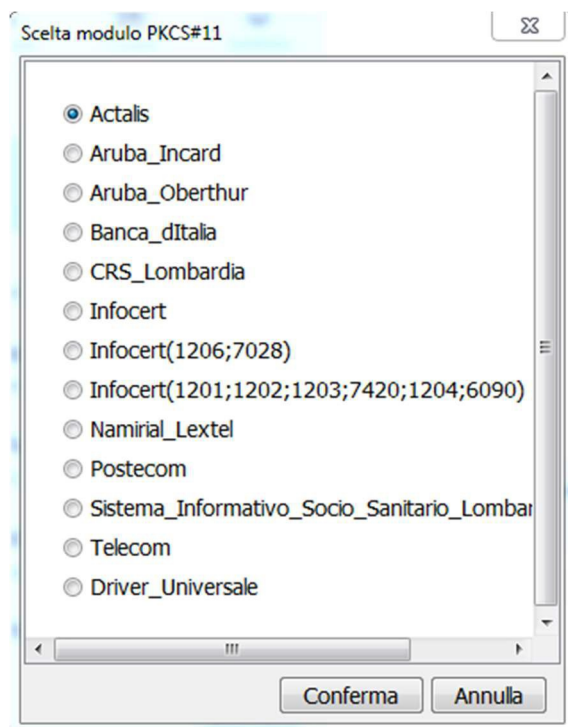 Scelta modulo PKCS#11
Actalis
Aruba_Incard
Aruba_Oberthur
Banca_dItalia
CRS_Lombardia
Infocert
Infocert(1206;7028)
Infocert(1201;1202;1203;7420;1204;6090)
Namirial_Lextel
Postecom
Sistema_Informativo_Socio_Sanitario_Lombar
Telecom
Driver_Universale
Conferma Annulla